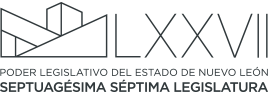 LXXVII
PODER LEGISLATIVO DEL ESTADO DE NUEVO LEÓN
SEPTUAGÉSIMA SÉPTIMA LEGISLATURA